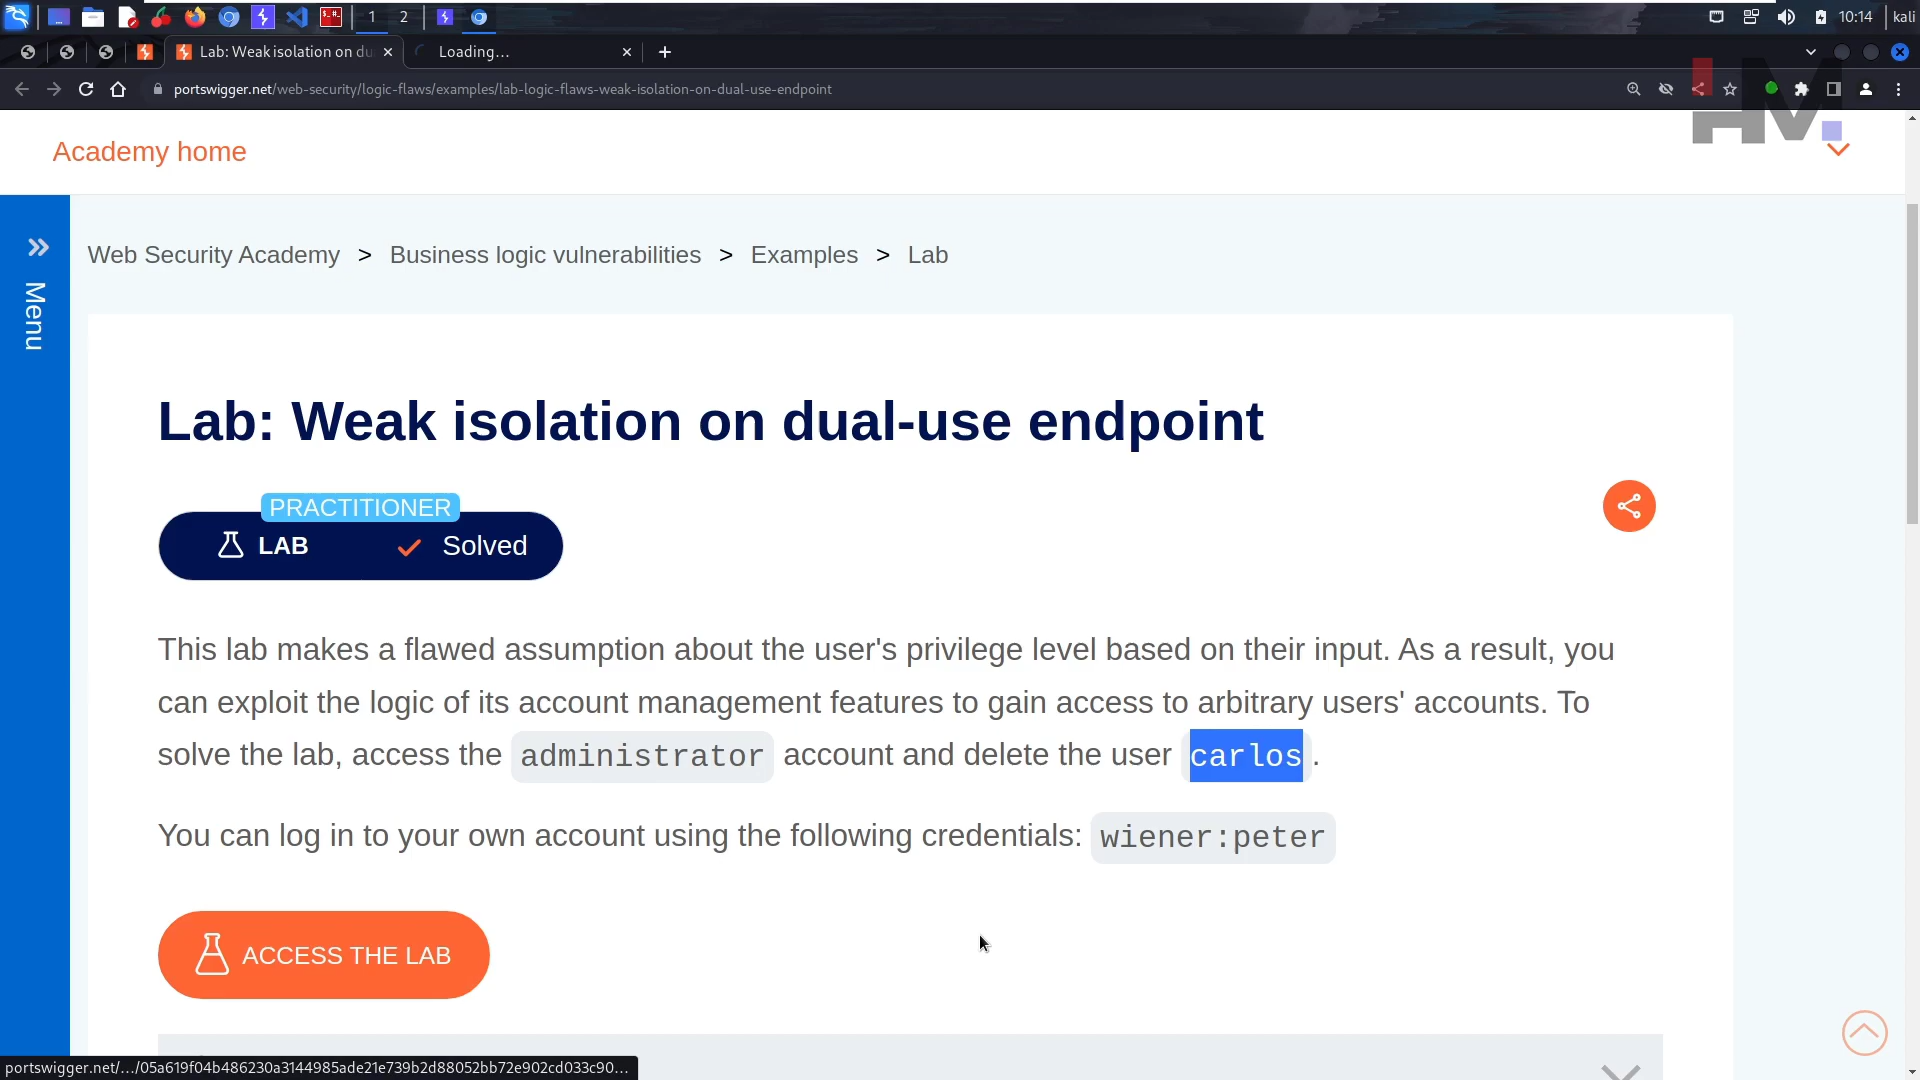 1 2 10:14 kali
Lab: Weak isolation on du Loading...
portswigger.net/web-security/logic-flaws/examples/lab-logic-flaws-weak-isolation-on-dual-use-endpoint
HM
Academy home
Menu
Web Security Academy > Business logic vulnerabilities > Examples > Lab
Lab: Weak isolation on dual-use endpoint
PRACTITIONER
LAB Solved
This lab makes a flawed assumption about the user's privilege level based on their input. As a result, you
can exploit the logic of its account management features to gain access to arbitrary users' accounts. To
solve the lab, access the administrator account and delete the user carlos.
You can log in to your own account using the following credentials: wiener:peter
ACCESS THE LAB
portswigger.net/.../05a619f04b486230a3144985ade21e739b2d88052bb72e902cd033c90...